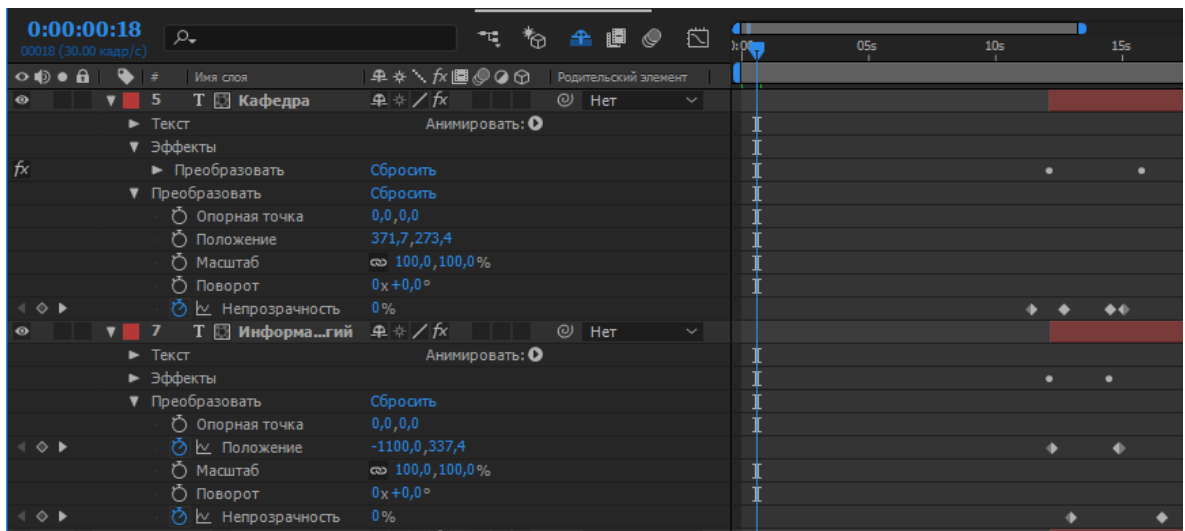 0:00:00:18
00018 (30.00 кадр/с)
05s 10s 15s
# Имя слоя Родительский элемент
5 T Кафедра fx Нет
Текст Анимировать:
Эффекты
fx Преобразовать Сбросить
Преобразовать Сбросить
Опорная точка 0,0,0,0
Положение 371,7,273,4
Масштаб 100,0,100,0%
Поворот 0x+0,0°
Непрозрачность 0%
7 T Информа...гий fx Нет
Текст Анимировать:
Эффекты
Преобразовать Сбросить
Опорная точка 0,0,0,0
Положение -1100,0,337,4
Масштаб 100,0,100,0%
Поворот 0x+0,0°
Непрозрачность 0%